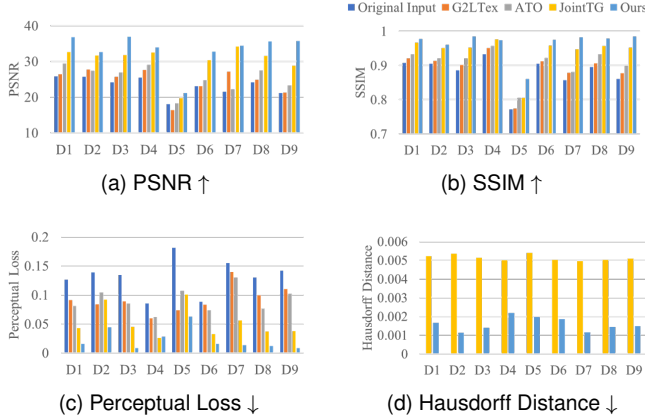 Original Input G2LTex ATO JointTG Ours
PSNR
40
30
20
10
D1 D2 D3 D4 D5 D6 D7 D8 D9
(a) PSNR ↑
SSIM
1
0.9
0.8
0.7
D1 D2 D3 D4 D5 D6 D7 D8 D9
(b) SSIM ↑
Perceptual Loss
0.2
0.15
0.1
0.05
0
D1 D2 D3 D4 D5 D6 D7 D8 D9
(c) Perceptual Loss ↓
Hausdorff Distance
0.006
0.005
0.004
0.003
0.002
0.001
0
D1 D2 D3 D4 D5 D6 D7 D8 D9
(d) Hausdorff Distance ↓